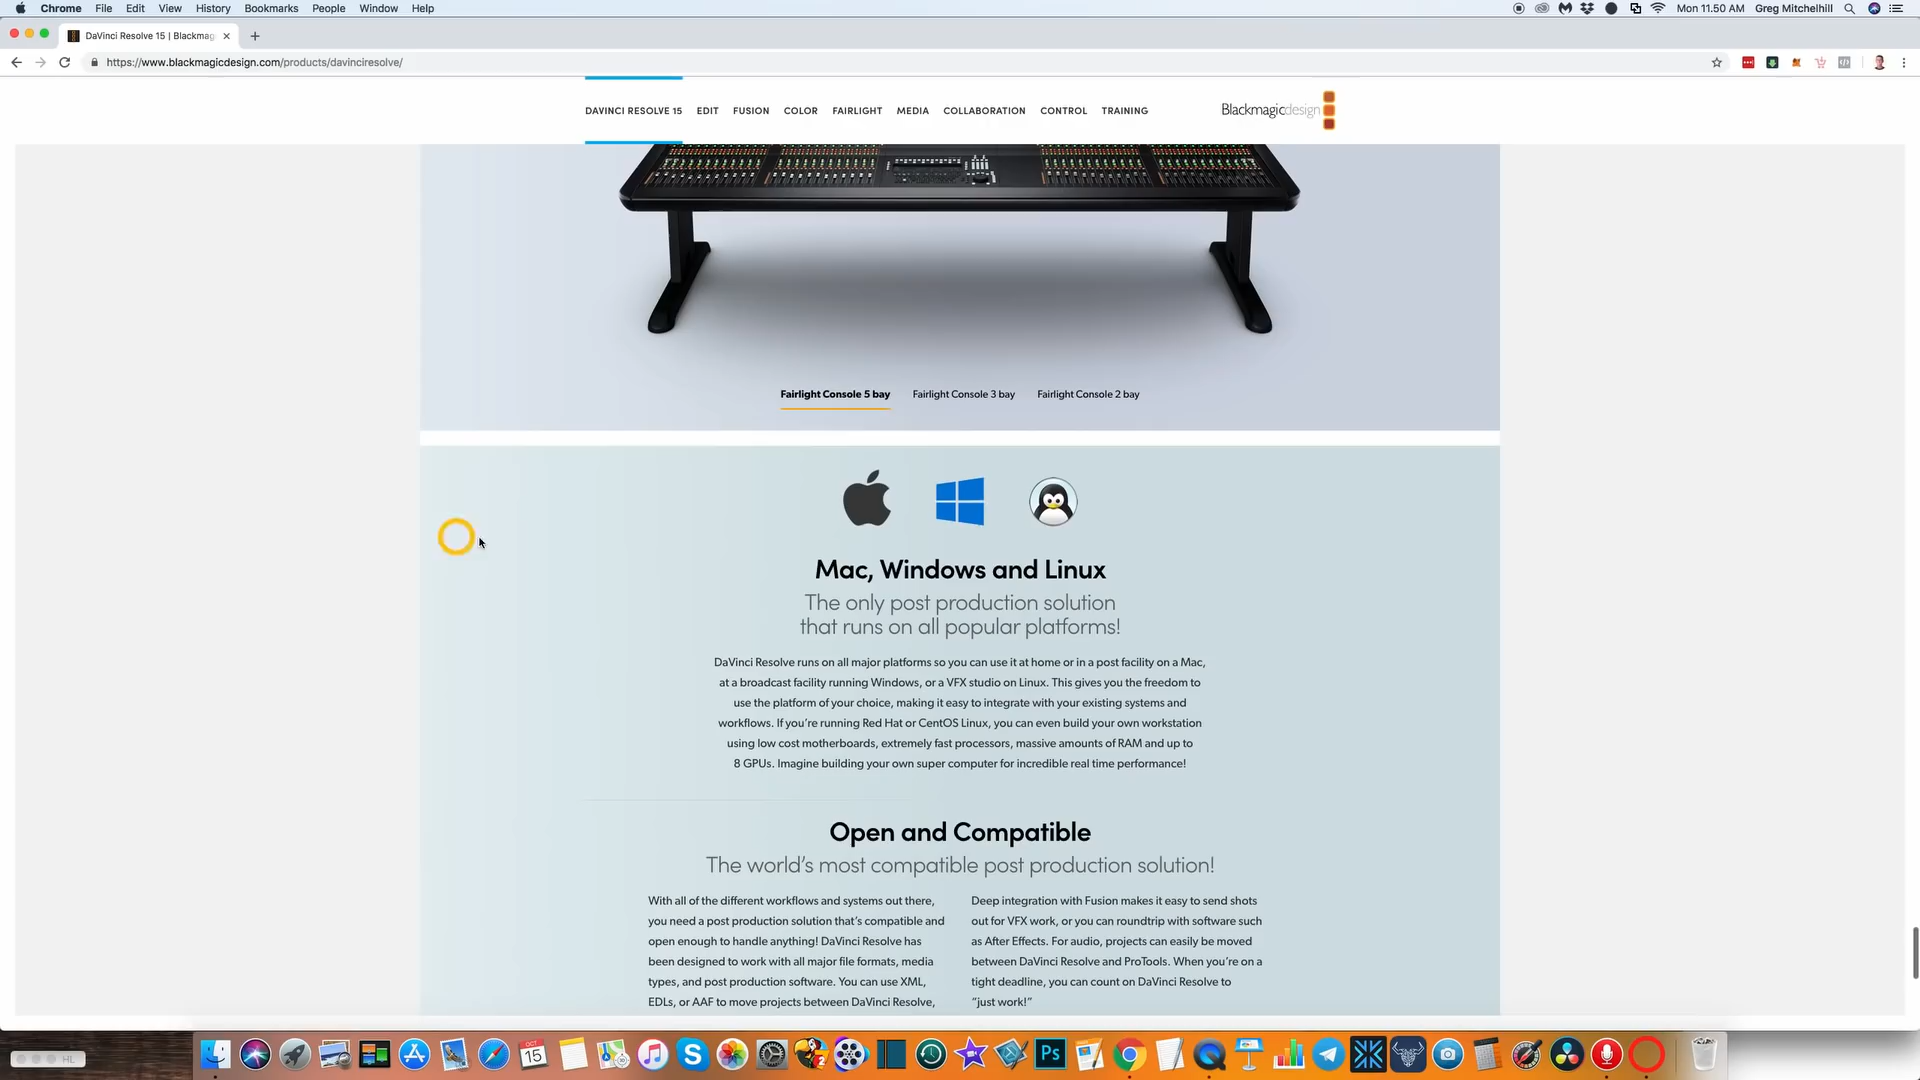 Chrome File Edit View History Bookmarks People Window Help
Mon 11.50 AM Greg Mitchelhill
DaVinci Resolve 15 | Blackmag
https://www.blackmagicdesign.com/products/davinciresolve/
DAVINCI RESOLVE 15 EDIT FUSION COLOR FAIRLIGHT MEDIA COLLABORATION CONTROL TRAINING
Blackmagicdesign
Fairlight Console 5 bay Fairlight Console 3 bay Fairlight Console 2 bay
Mac, Windows and Linux
The only post production solution
that runs on all popular platforms!
DaVinci Resolve runs on all major platforms so you can use it at home or in a post facility on a Mac,
at a broadcast facility running Windows, or a VFX studio on Linux. This gives you the freedom to
use the platform of your choice, making it easy to integrate with your existing systems and
workflows. If you’re running Red Hat or CentOS Linux, you can even build your own workstation
using low cost motherboards, extremely fast processors, massive amounts of RAM and up to
8 GPUs. Imagine building your own super computer for incredible real time performance!
Open and Compatible
The world’s most compatible post production solution!
With all of the different workflows and systems out there,
you need a post production solution that’s compatible and
open enough to handle anything! DaVinci Resolve has
been designed to work with all major file formats, media
types, and post production software. You can use XML,
EDLs, or AAF to move projects between DaVinci Resolve,
Deep integration with Fusion makes it easy to send shots
out for VFX work, or you can roundtrip with software such
as After Effects. For audio, projects can easily be moved
between DaVinci Resolve and ProTools. When you’re on a
tight deadline, you can count on DaVinci Resolve to
“just work!”
HL
OCT
15
Ps